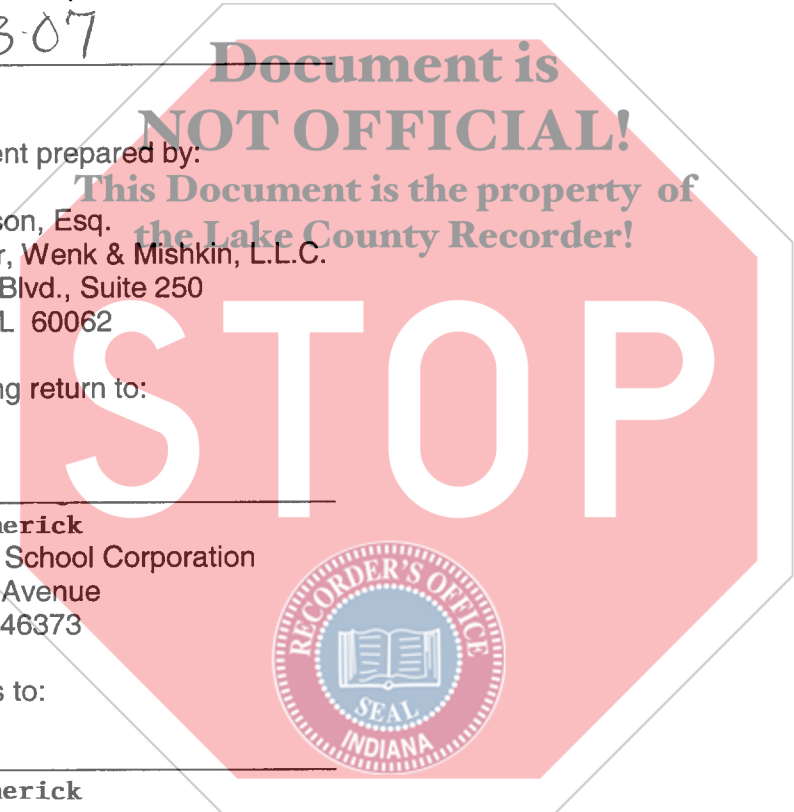 3-07
Document is
NOT OFFICIAL!
ent prepared by:
This Document is the property of
son, Esq.
the Lake County Recorder!
r, Wenk & Mishkin, L.L.C.
Blvd., Suite 250
L 60062
STOP
ng return to:
merick
School Corporation
Avenue
46373
RECORDER'S OFFICE
SEAL
INDIANA
s to:
merick